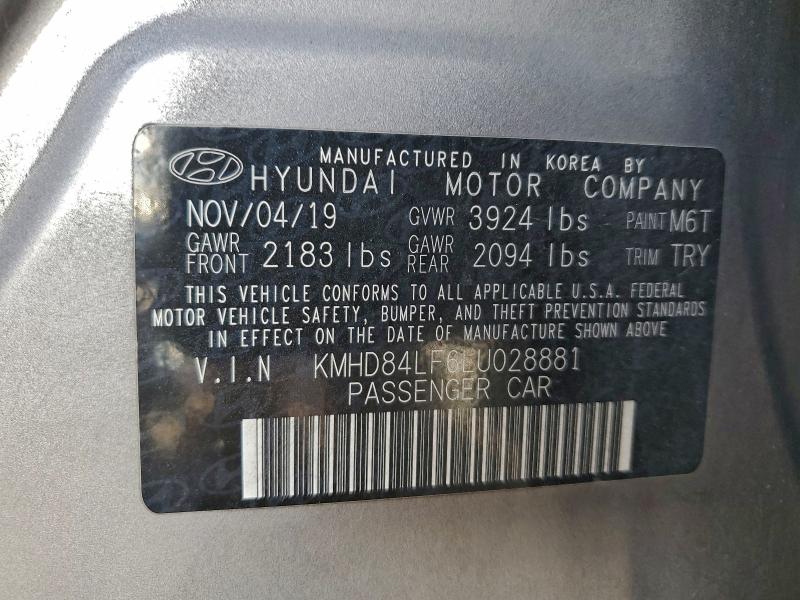 MANUFACTURED IN KOREA BY
HYUNDAI MOTOR COMPANY
NOV/04/19 GVWR 3924 lbs PAINT M6T
GAWR FRONT 2183 lbs GAWR REAR 2094 lbs TRIM TRY
THIS VEHICLE CONFORMS TO ALL APPLICABLE U.S.A. FEDERAL
MOTOR VEHICLE SAFETY, BUMPER, AND THEFT PREVENTION STANDARDS
IN EFFECT ON THE DATE OF MANUFACTURE SHOWN ABOVE
V.I.N KMHD84LF6LU028881
PASSENGER CAR